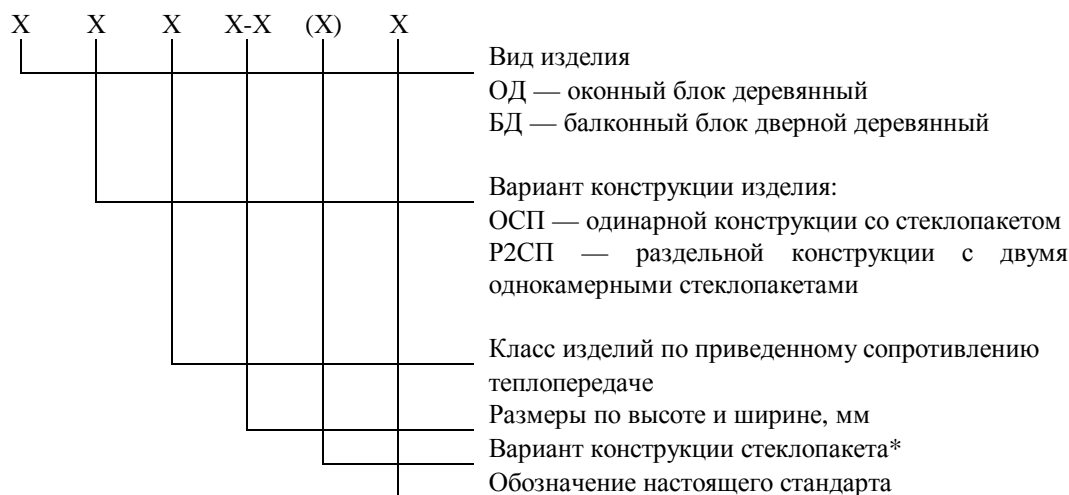 X X X X-X (X) X
Вид изделия
ОД — оконный блок деревянный
БД — балконный блок дверной деревянный
Вариант конструкции изделия:
ОСП — одинарной конструкции со стеклопакетом
Р2СП — раздельной конструкции с двумя
однокамерными стеклопакетами
Класс изделий по приведенному сопротивлению
теплопередаче
Размеры по высоте и ширине, мм
Вариант конструкции стеклопакета*
Обозначение настоящего стандарта